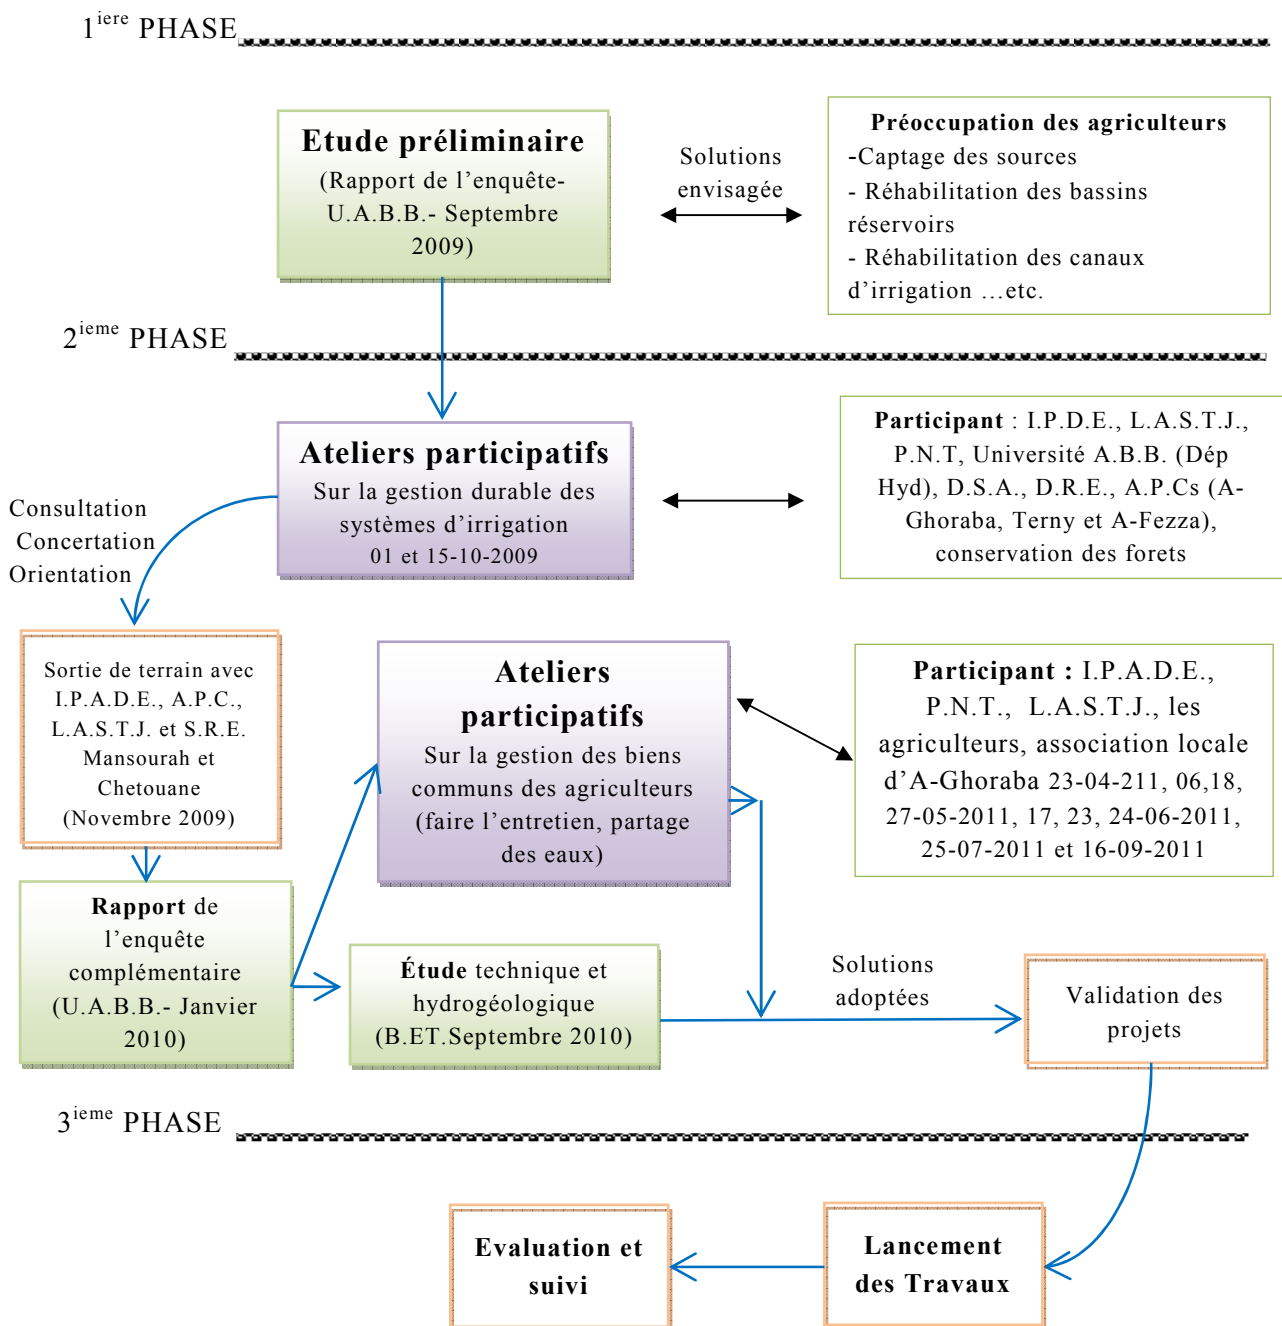 1iere PHASE
Etude préliminaire
(Rapport de l’enquête-
U.A.B.B.- Septembre
2009)
Solutions
envisagée
Préoccupation des agriculteurs
-Captage des sources
- Réhabilitation des bassins
réservoirs
- Réhabilitation des canaux
d’irrigation …etc.
2ieme PHASE
Ateliers participatifs
Sur la gestion durable des
systèmes d’irrigation
01 et 15-10-2009
Participant : I.P.D.E., L.A.S.T.J.,
P.N.T, Université A.B.B. (Dép
Hyd), D.S.A., D.R.E., A.P.Cs (A-
Ghoraba, Terny et A-Fezza),
conservation des forets
Consultation
Concertation
Orientation
Sortie de terrain avec
I.P.A.D.E., A.P.C.,
L.A.S.T.J. et S.R.E.
Mansourah et
Chetouane
(Novembre 2009)
Ateliers
participatifs
Sur la gestion des biens
communs des agriculteurs
(faire l’entretien, partage
des eaux)
Participant : I.P.A.D.E.,
P.N.T., L.A.S.T.J., les
agriculteurs, association locale
d’A-Ghoraba 23-04-211, 06,18,
27-05-2011, 17, 23, 24-06-2011,
25-07-2011 et 16-09-2011
Rapport de
l’enquête
complémentaire
(U.A.B.B.- Janvier
2010)
Étude technique et
hydrogéologique
(B.ET.Septembre 2010)
Solutions
adoptées
Validation des
projets
3ieme PHASE
Evaluation et
suivi
Lancement
des Travaux